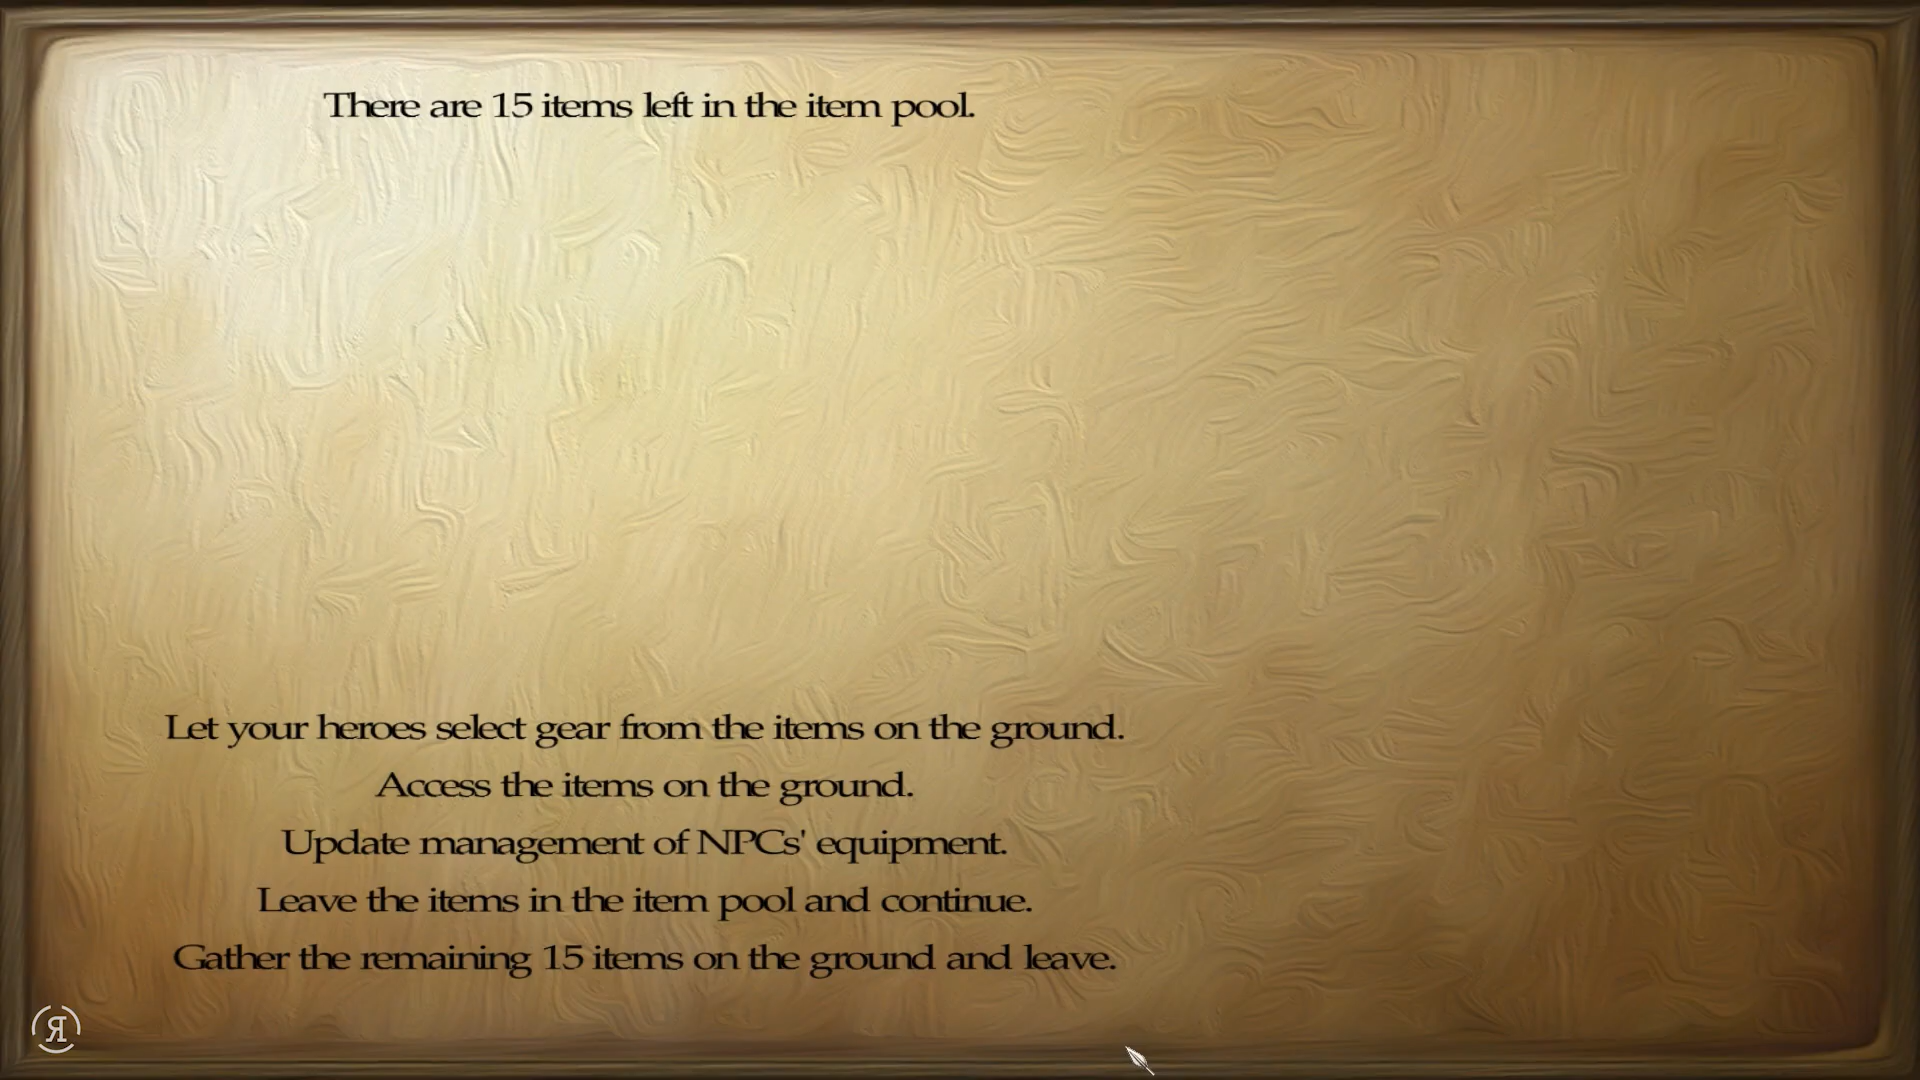 There are 15 items left in the item pool.
Let your heroes select gear from the items on the ground.
Access the items on the ground.
Update management of NPCs' equipment.
Leave the items in the item pool and continue.
Gather the remaining 15 items on the ground and leave.